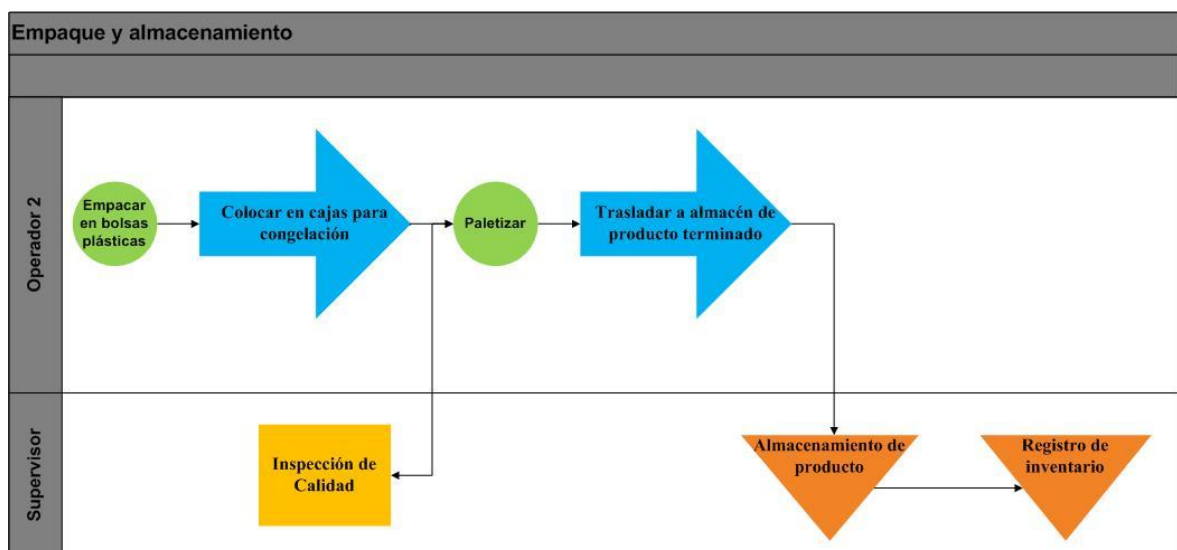 Empaque y almacenamiento
Operador 2
Empacar
en bolsas
plásticas
Colocar en cajas para
congelación
Paletizar
Trasladar a almacén de
producto terminado
Supervisor
Inspección de
Calidad
Almacenamiento de
producto
Registro de
inventario